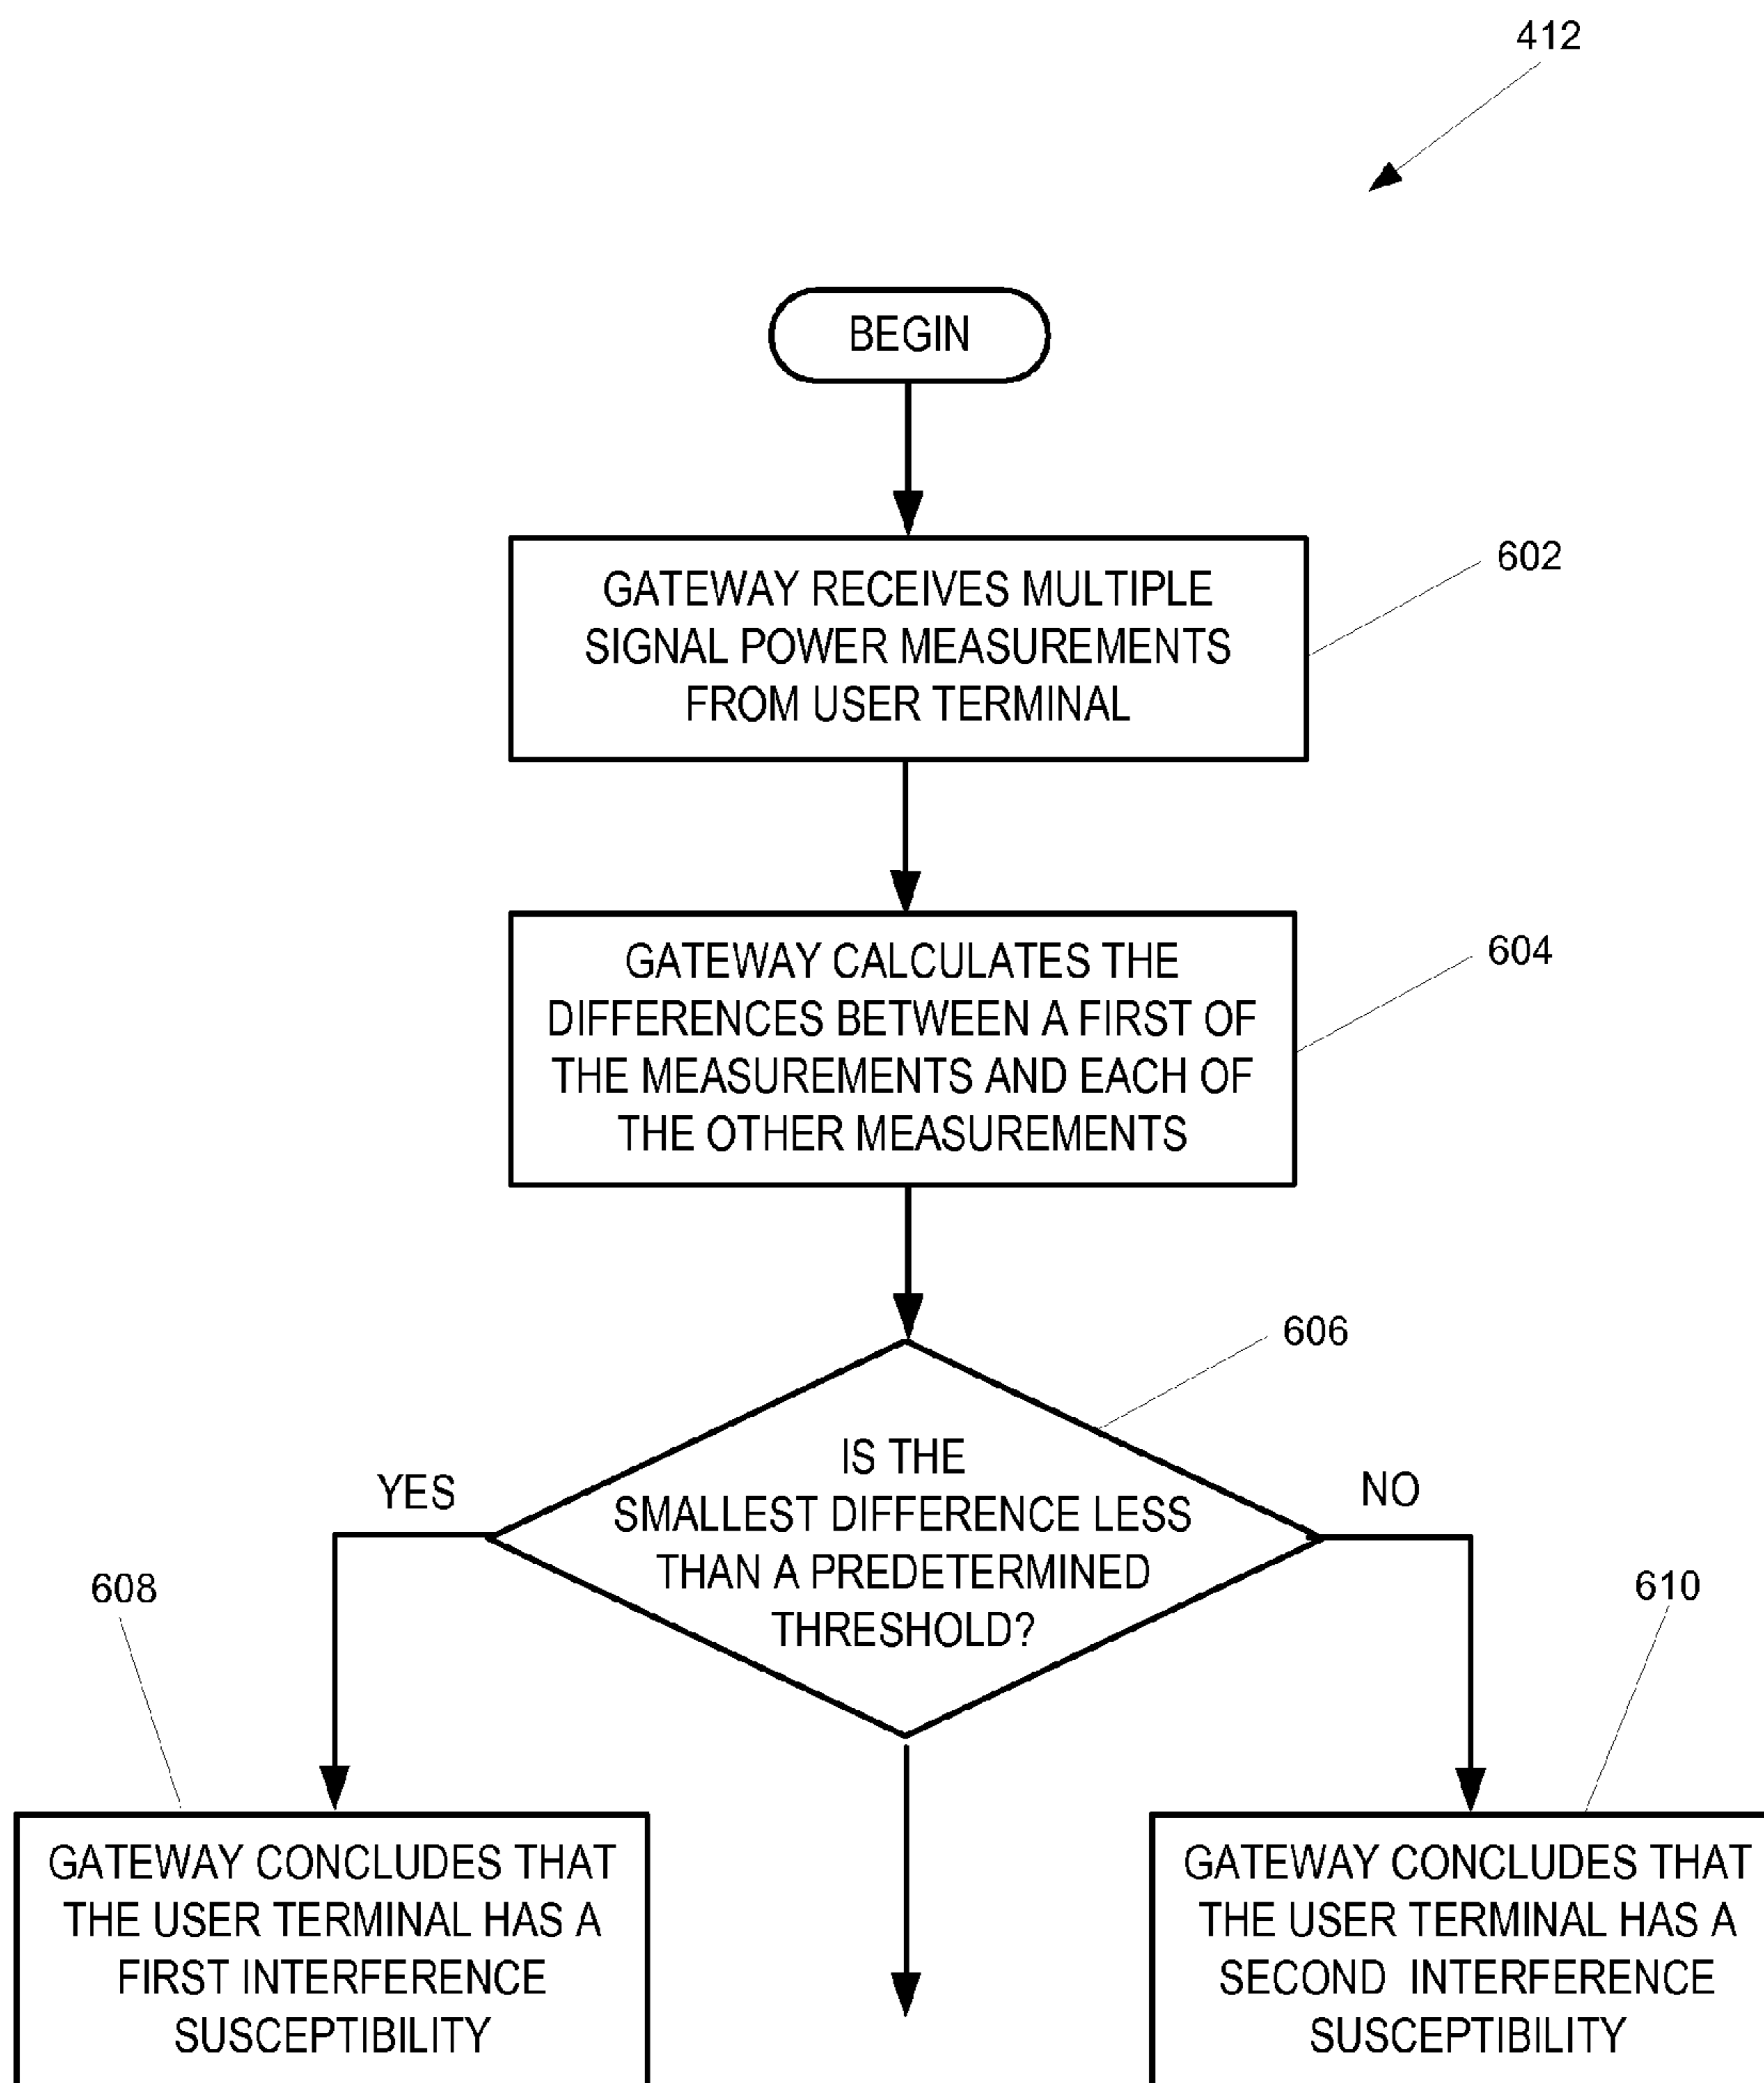 412
BEGIN
602
GATEWAY RECEIVES MULTIPLE
SIGNAL POWER MEASUREMENTS
FROM USER TERMINAL
604
GATEWAY CALCULATES THE
DIFFERENCES BETWEEN A FIRST OF
THE MEASUREMENTS AND EACH OF
THE OTHER MEASUREMENTS
606
IS THE
SMALLEST DIFFERENCE LESS
THAN A PREDETERMINED
THRESHOLD?
YES
NO
608
GATEWAY CONCLUDES THAT
THE USER TERMINAL HAS A
FIRST INTERFERENCE
SUSCEPTIBILITY
610
GATEWAY CONCLUDES THAT
THE USER TERMINAL HAS A
SECOND INTERFERENCE
SUSCEPTIBILITY